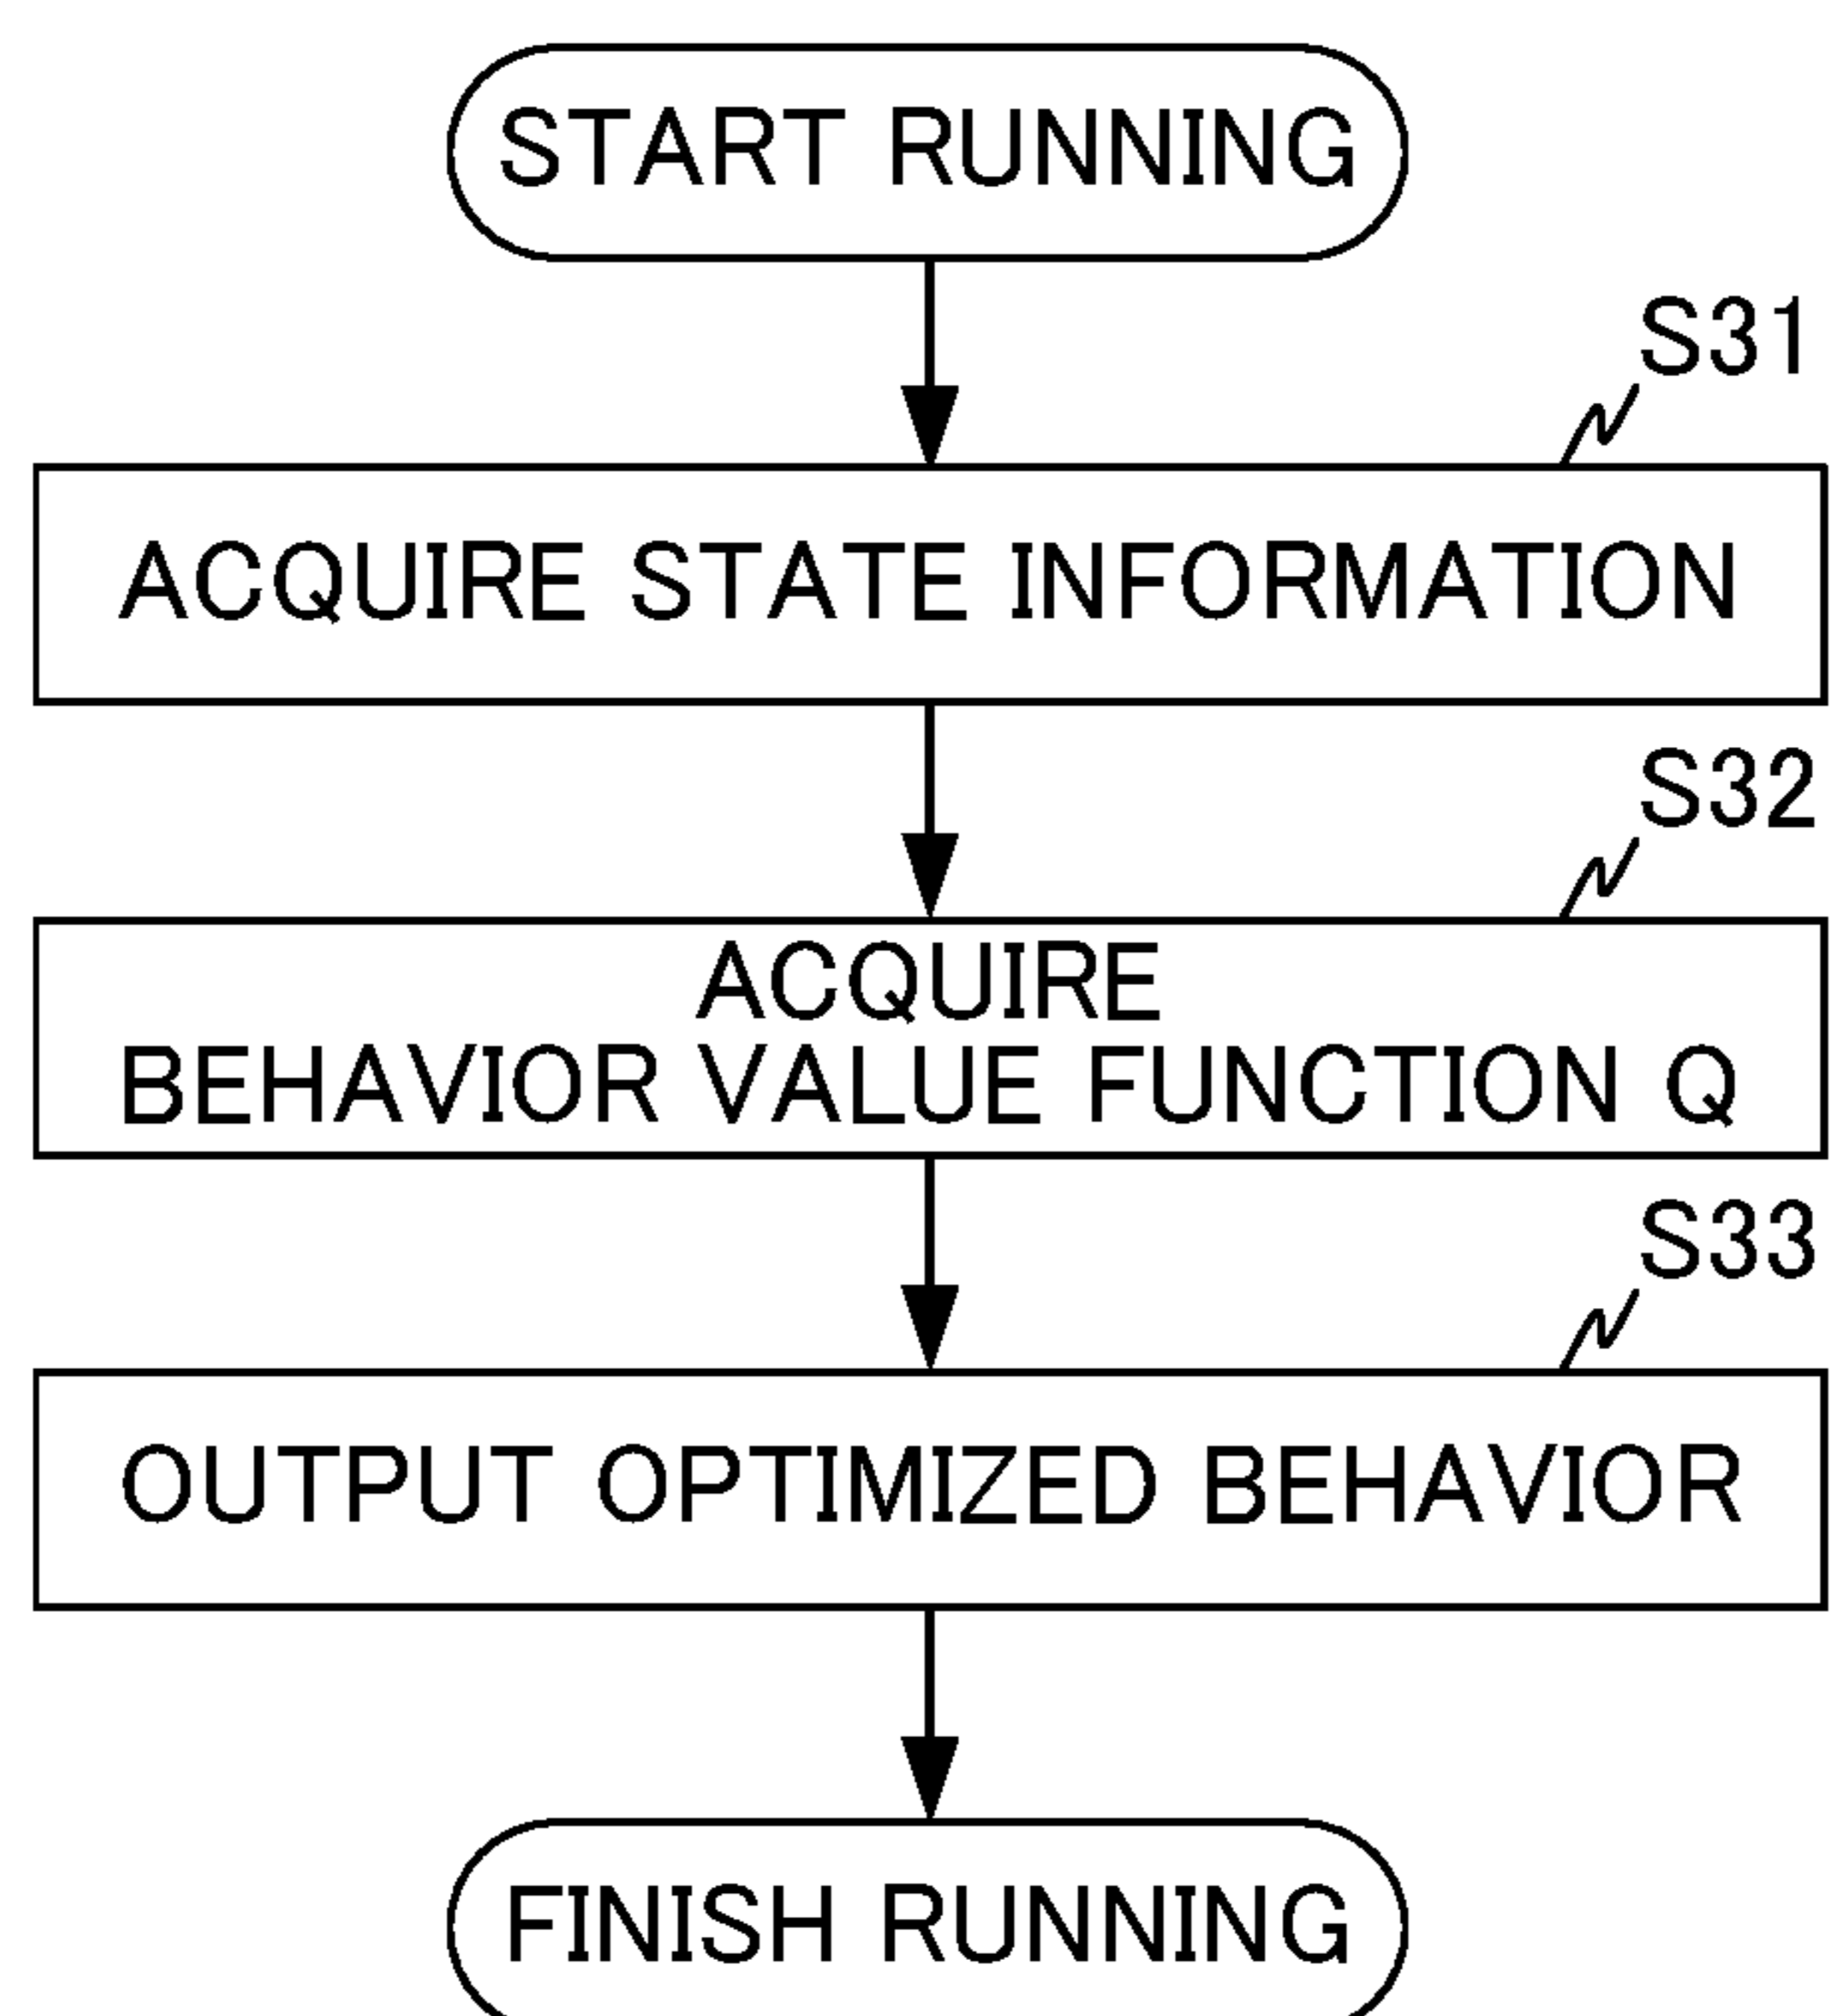 START RUNNING
S31
ACQUIRE STATE INFORMATION
S32
ACQUIRE
BEHAVIOR VALUE FUNCTION Q
S33
OUTPUT OPTIMIZED BEHAVIOR
FINISH RUNNING